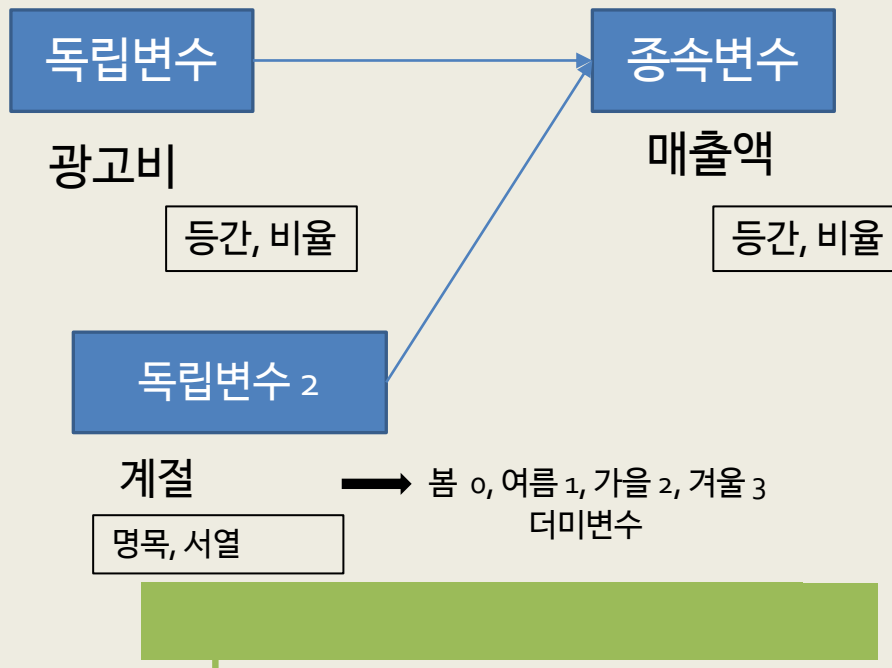 독립변수
종속변수
광고비
매출액
등간, 비율
등간, 비율
독립변수 2
계절
봄 0, 여름 1, 가을 2, 겨울 3
더미변수
명목, 서열